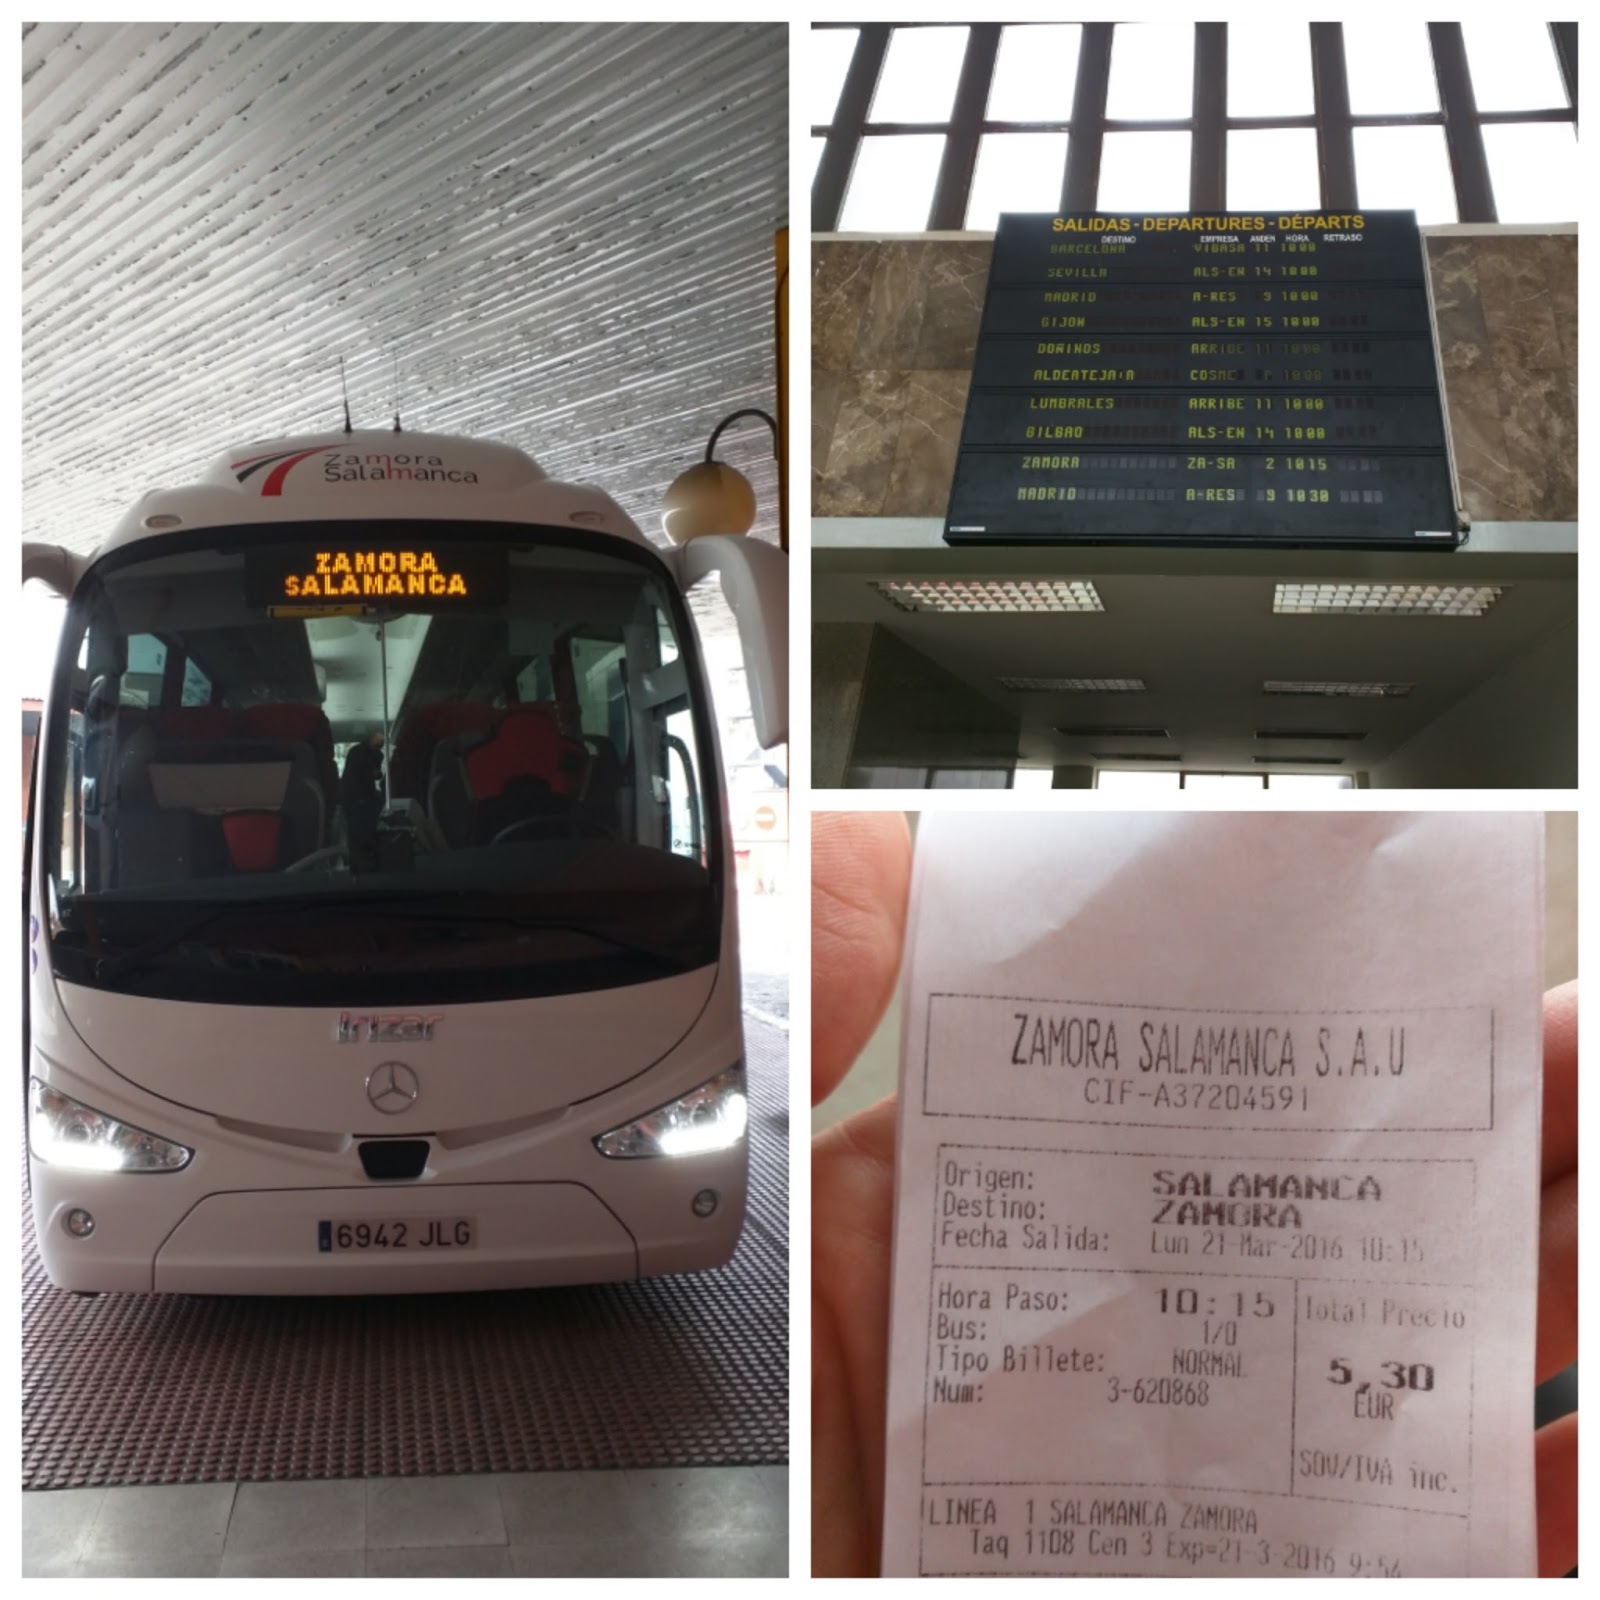 Zamora
Salamanca
ZAMORA
SALAMANCA
irizar
6942 JLG
SALIDAS - DEPARTURES - DÉPARTS
DESTINO EMPRESA ANDEN HORA RETRASO
BARCELONA VIBASA 11 1000
SEVILLA ALS-EN 14 1000
MADRID A-RES 9 1000
GIJON ALS-EN 15 1000
DOÑINOS ARRIBE 11 1000
ALDEATEJADA COSME 1000
LUMBRALES ARRIBE 11 1000
BILBAO ALS-EN 14 1000
ZAMORA ZA-SA 2 1015
MADRID A-RES 9 1030
ZAMORA SALAMANCA S.A.U
CIF-A37204591
Origen: SALAMANCA
Destino: ZAMORA
Fecha Salida: Lun 21-Mar-2016 10:15
Hora Paso: 10:15
Bus: 1/0
Tipo Billete: NORMAL
Num: 3-620868
Total Precio
5,30
EUR
SOV/IVA inc.
LINEA 1 SALAMANCA ZAMORA
Taq 1108 Cen 3 Exp=21-3-2016 9:54